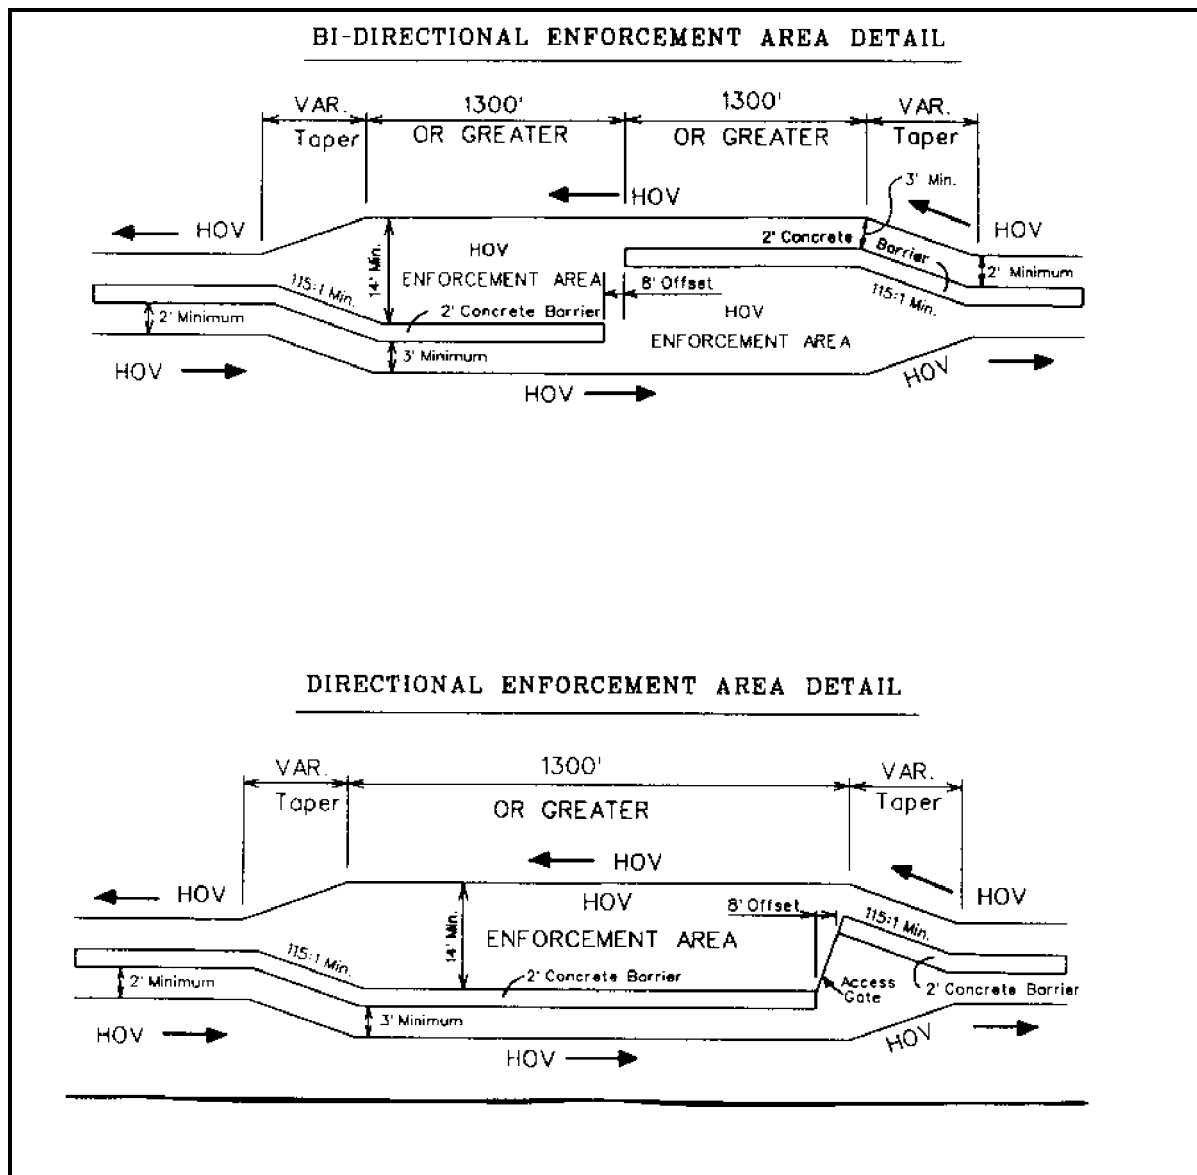 BI-DIRECTIONAL ENFORCEMENT AREA DETAIL
VAR.
Taper
1300'
OR GREATER
1300'
OR GREATER
VAR.
Taper
3' Min.
HOV
HOV
HOV
HOV
ENFORCEMENT AREA
14' Min.
2' Concrete Barrier
2' Minimum
115:1 Min.
2' Minimum
8' Offset
115:1 Min.
2' Concrete Barrier
HOV
ENFORCEMENT AREA
3' Minimum
HOV
HOV
HOV
DIRECTIONAL ENFORCEMENT AREA DETAIL
VAR.
Taper
1300'
OR GREATER
VAR.
Taper
HOV
HOV
HOV
HOV
ENFORCEMENT AREA
14' Min.
8' Offset
115:1 Min.
115:1 Min.
2' Minimum
2' Concrete Barrier
Access
Gate
2' Concrete Barrier
3' Minimum
HOV
HOV
HOV